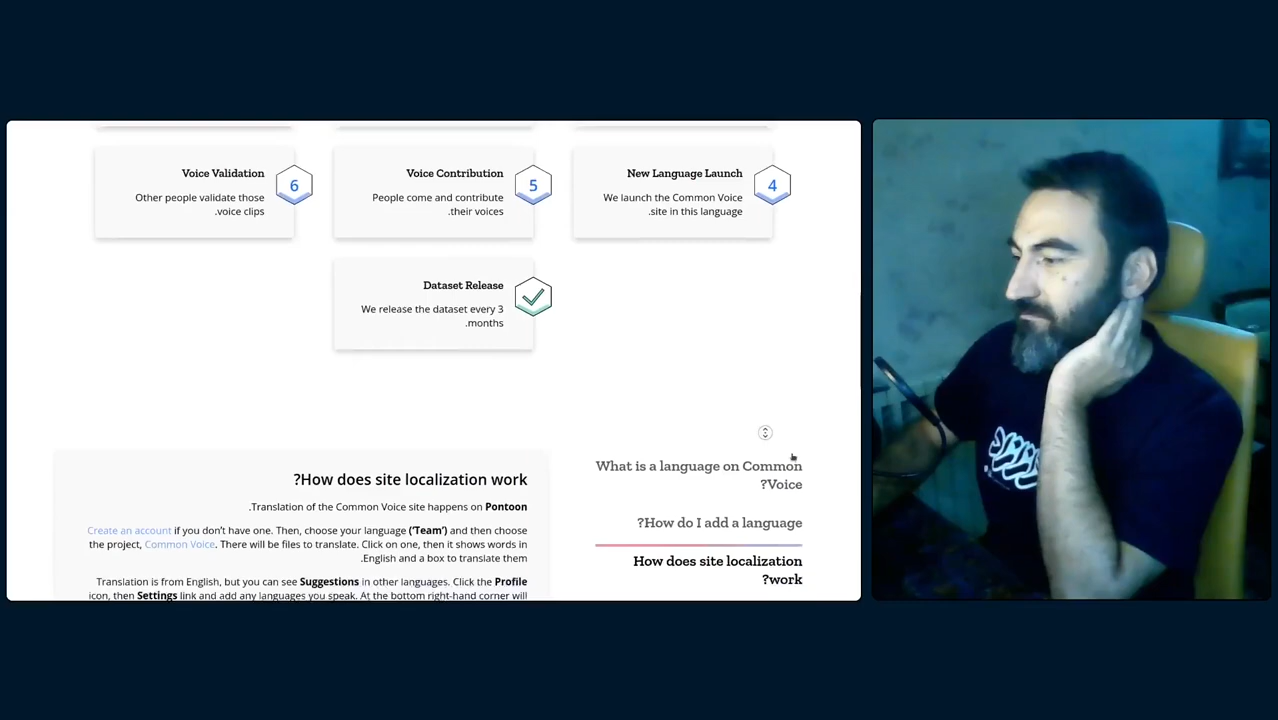 New Language Launch
4
We launch the Common Voice
.site in this language
Voice Contribution
5
People come and contribute
.their voices
Voice Validation
6
Other people validate those
.voice clips
Dataset Release
We release the dataset every 3
.months
What is a language on Common
?Voice
?How do I add a language
How does site localization
?work
?How does site localization work
.Translation of the Common Voice site happens on Pontoon
Create an account if you don’t have one. Then, choose your language (‘Team’) and then choose
the project, Common Voice. There will be files to translate. Click on one, then it shows words in
.English and a box to translate them
Translation is from English, but you can see Suggestions in other languages. Click the Profile
icon, then Settings link and add any languages you speak. At the bottom right-hand corner will